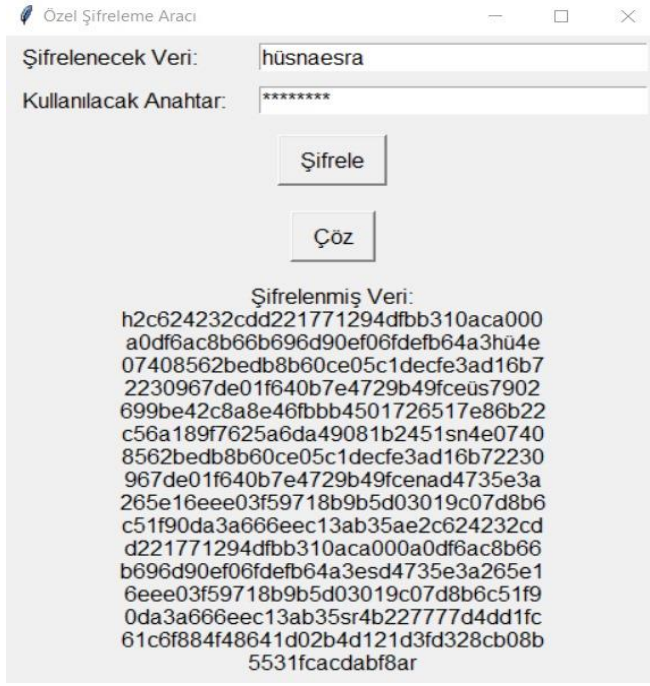 Özel Şifreleme Aracı
Şifrelenecek Veri: hüsnaesra
Kullanılacak Anahtar: ********
Şifrele
Çöz
Şifrelenmiş Veri:
h2c624232cdd221771294dfbb310aca000
a0df6ac8b66b696d90ef06fdefb64a3hü4e
07408562bedb8b60ce05c1decfe3ad16b7
2230967de01f640b7e4729b49fceüs7902
699be42c8a8e46fbbb4501726517e86b22
c56a189f7625a6da49081b2451sn4e0740
8562bedb8b60ce05c1decfe3ad16b72230
967de01f640b7e4729b49fcenad4735e3a
265e16eee03f59718b9b5d03019c07d8b6
c51f90da3a666eec13ab35ae2c624232cd
d221771294dfbb310aca000a0df6ac8b66
b696d90ef06fdefb64a3esd4735e3a265e1
6eee03f59718b9b5d03019c07d8b6c51f9
0da3a666eec13ab35sr4b227777d4dd1fc
61c6f884f48641d02b4d121d3fd328cb08b
5531fcacdabf8ar